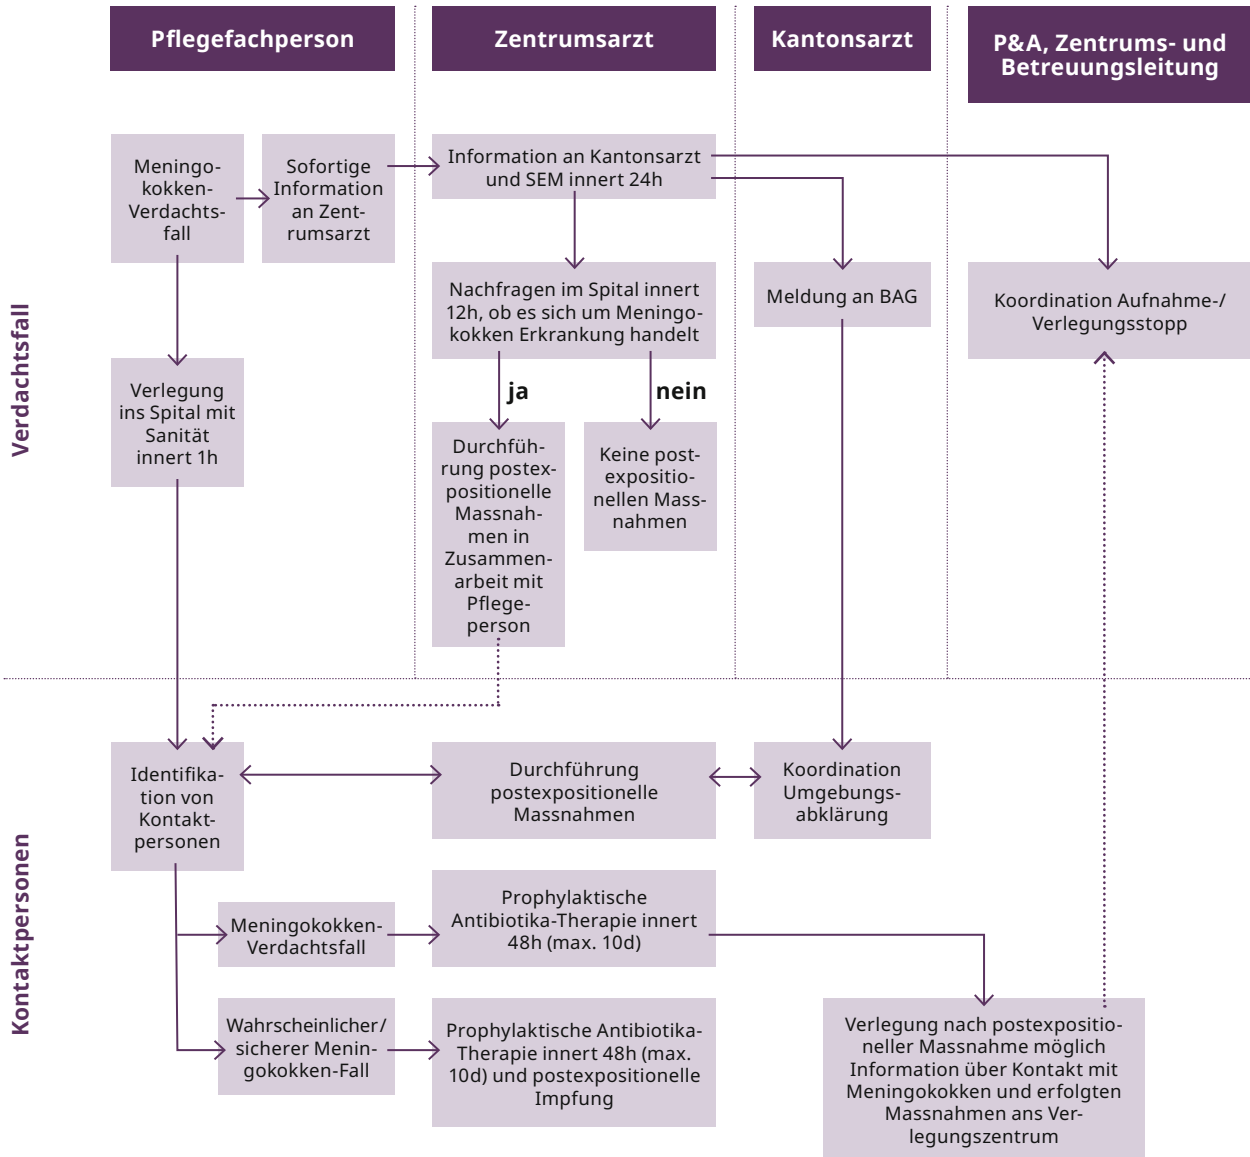 Pflegefachperson
Zentrumsarzt
Kantonsarzt
P&A, Zentrums- und
Betreuungsleitung
Verdachtsfall
Meningo-
kokken-
Verdachts-
fall
Sofortige
Information
an Zent-
rumsarzt
Information an Kantonsarzt
und SEM innert 24h
Nachfragen im Spital innert
12h, ob es sich um Meningo-
kokken Erkrankung handelt
Meldung an BAG
Koordination Aufnahme-/
Verlegungsstopp
Verlegung
ins Spital mit
Sanität
innert 1h
ja
nein
Durchfüh-
rung postex-
positionelle
Massnah-
men in
Zusammen-
arbeit mit
Pflege-
person
Keine post-
expositio-
nellen Mass-
nahmen
Kontaktpersonen
Identifika-
tion von
Kontakt-
personen
Durchführung
postexpositionelle
Massnahmen
Koordination
Umgebungs-
abklärung
Meningokokken-
Verdachtsfall
Prophylaktische
Antibiotika-Therapie innert
48h (max. 10d)
Wahrscheinlicher/
sicherer Menin-
gokokken-Fall
Prophylaktische Antibiotika-
Therapie innert 48h (max.
10d) und postexpositionelle
Impfung
Verlegung nach postexpositio-
neller Massnahme möglich
Information über Kontakt mit
Meningokokken und erfolgten
Massnahmen ans Ver-
legungszentrum